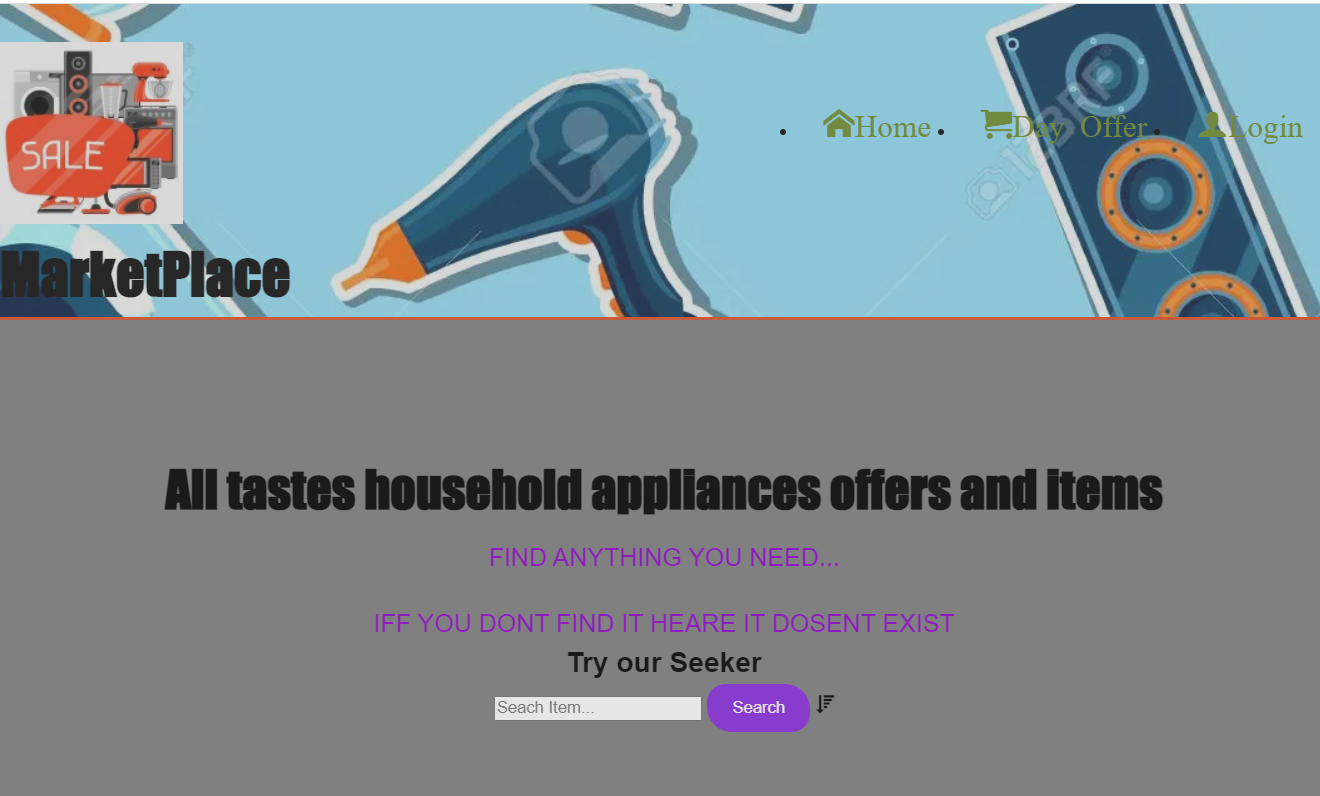 SALE
Home
Day Offer
Login
123RF
MarketPlace
All tastes household appliances offers and items
FIND ANYTHING YOU NEED...
IFF YOU DONT FIND IT HEARE IT DOSENT EXIST
Try our Seeker
Seach Item...
Search